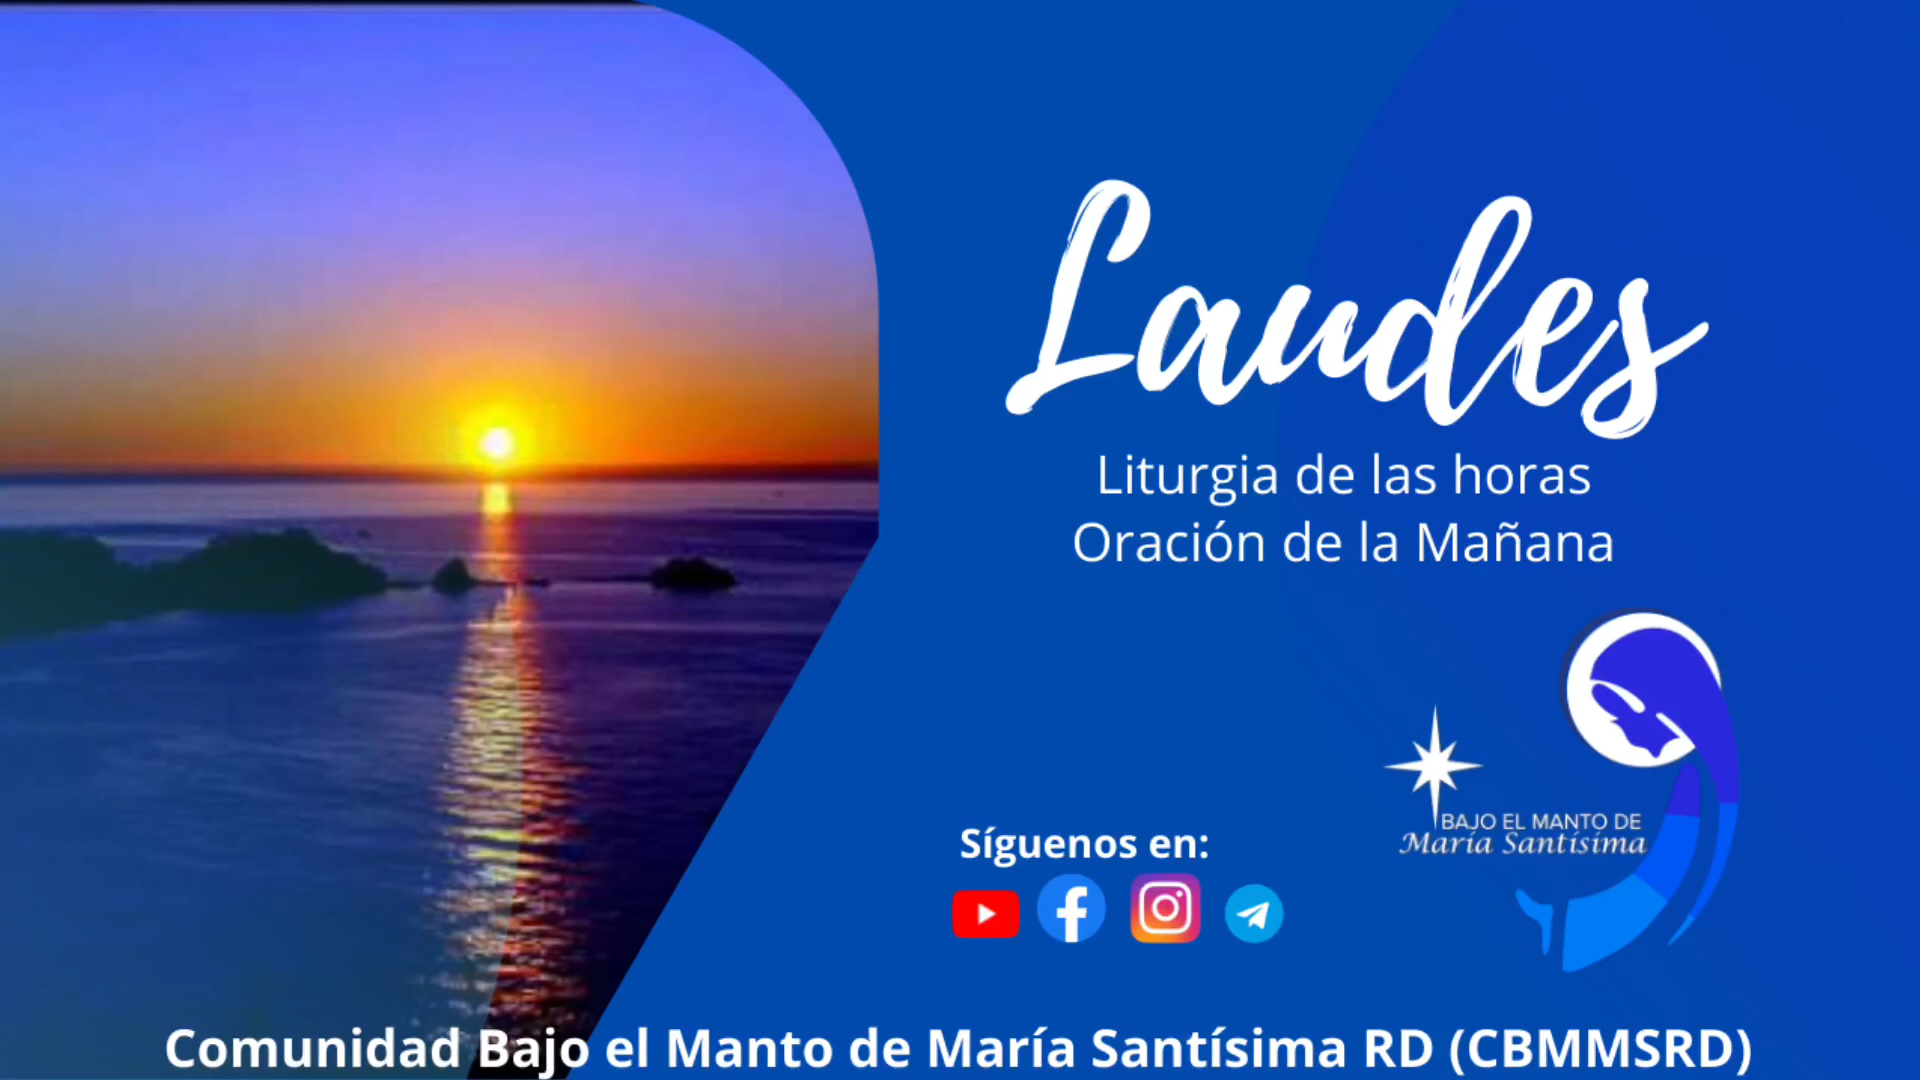 Laudes
Liturgia de las horas
Oración de la Mañana
BAJO EL MANTO DE
María Santísima
Síguenos en:
Comunidad Bajo el Manto de María Santísima RD (CBMMSRD)